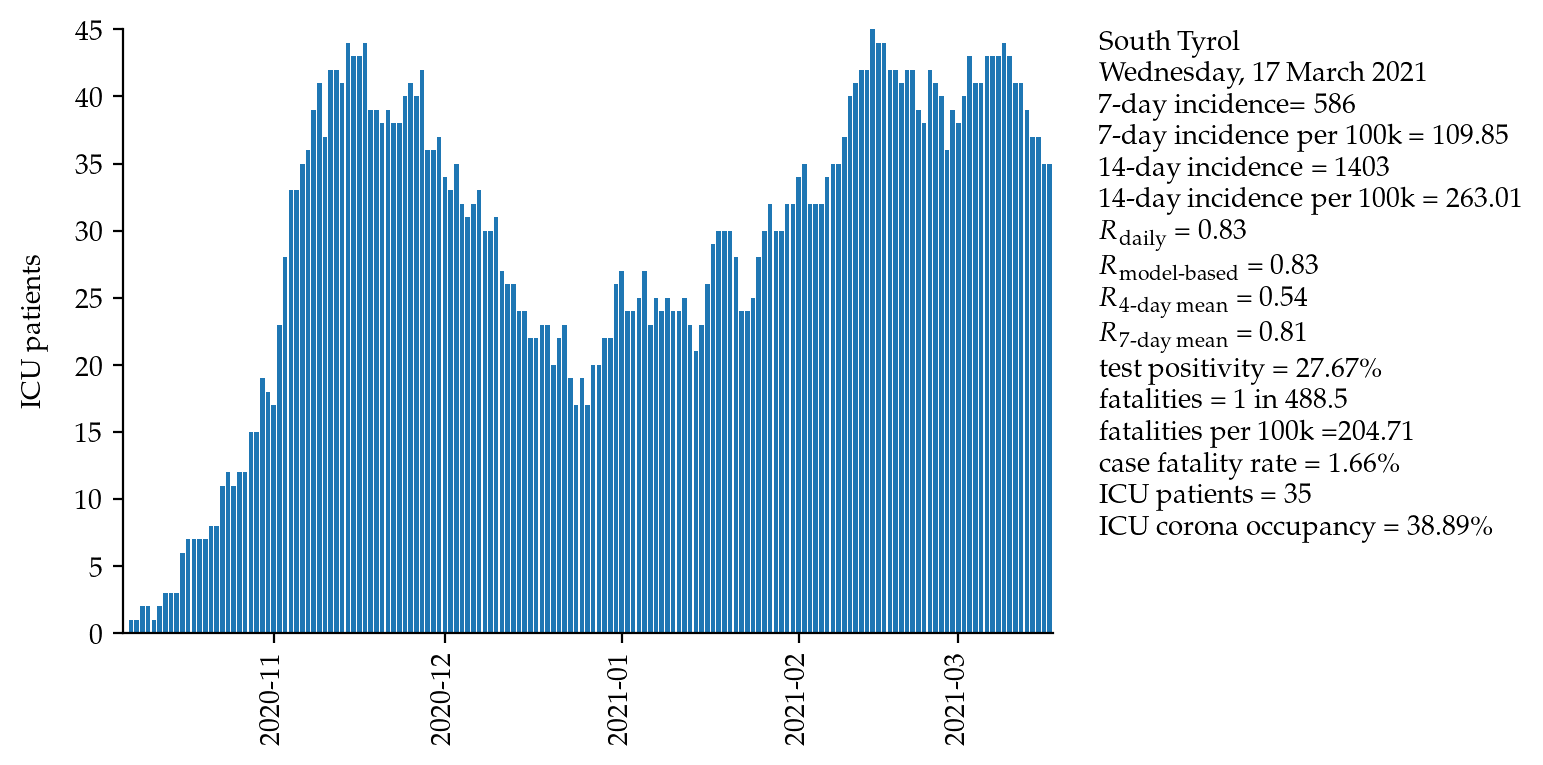 45
40
35
30
25
20
15
10
5
0
ICU patients
2020-11
2020-12
2021-01
2021-02
2021-03
South Tyrol
Wednesday, 17 March 2021
7-day incidence= 586
7-day incidence per 100k = 109.85
14-day incidence = 1403
14-day incidence per 100k = 263.01
Rdaily = 0.83
Rmodel-based = 0.83
R4-day mean = 0.54
R7-day mean = 0.81
test positivity = 27.67%
fatalities = 1 in 488.5
fatalities per 100k =204.71
case fatality rate = 1.66%
ICU patients = 35
ICU corona occupancy = 38.89%